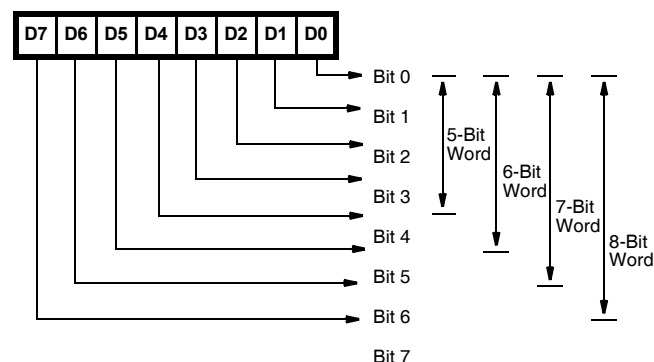 D7 D6 D5 D4 D3 D2 D1 D0
Bit 0
Bit 1
Bit 2
Bit 3
Bit 4
Bit 5
Bit 6
Bit 7
5-Bit
Word
6-Bit
Word
7-Bit
Word
8-Bit
Word